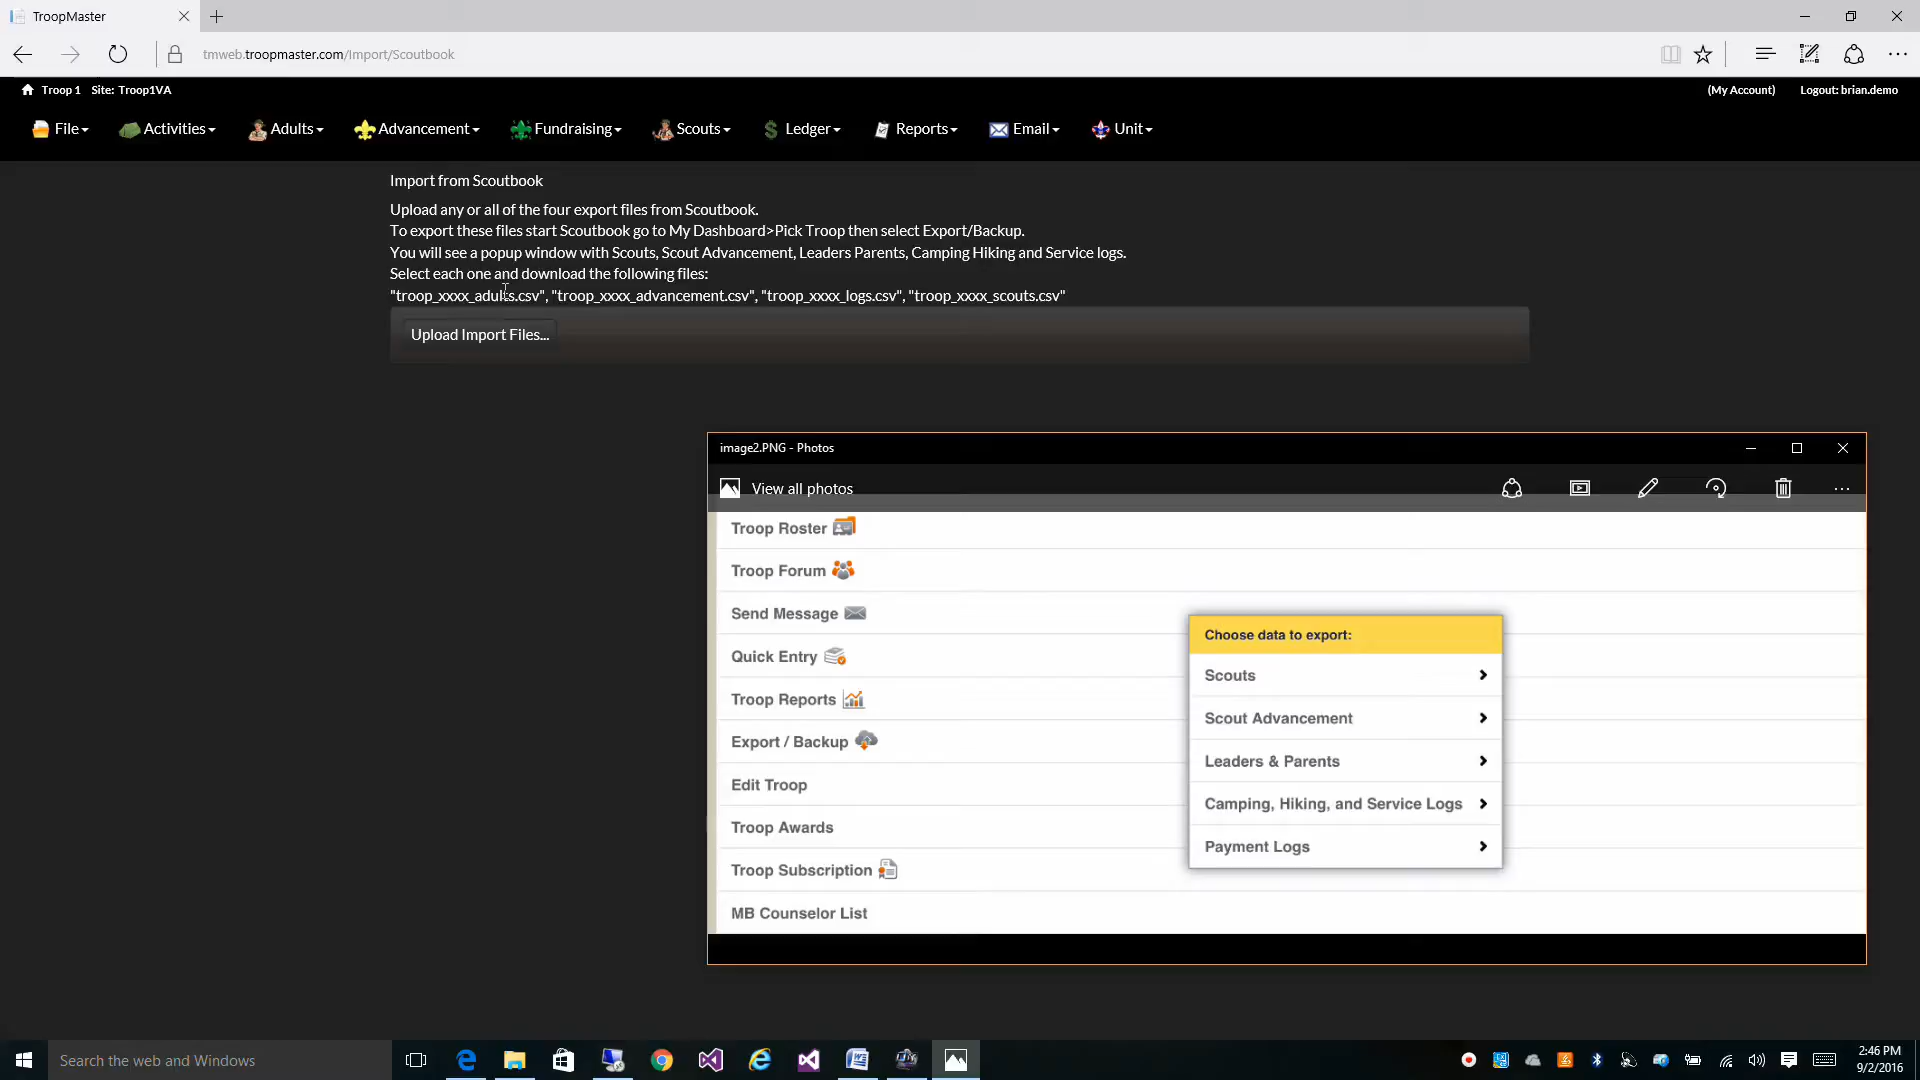 TroopMaster
tmweb.troopmaster.com/Import/Scoutbook
Troop 1 Site: Troop1VA
(My Account) Logout: brian.demo
File Activities Adults Advancement Fundraising Scouts Ledger Reports Email Unit
Import from Scoutbook
Upload any or all of the four export files from Scoutbook.
To export these files start Scoutbook go to My Dashboard>Pick Troop then select Export/Backup.
You will see a popup window with Scouts, Scout Advancement, Leaders Parents, Camping Hiking and Service logs.
Select each one and download the following files:
"troop_xxxx_adults.csv", "troop_xxxx_advancement.csv", "troop_xxxx_logs.csv", "troop_xxxx_scouts.csv"
Upload Import Files...
image2.PNG - Photos
View all photos
Troop Roster
Troop Forum
Send Message
Quick Entry
Troop Reports
Export / Backup
Edit Troop
Troop Awards
Troop Subscription
MB Counselor List
Choose data to export:
Scouts
Scout Advancement
Leaders & Parents
Camping, Hiking, and Service Logs
Payment Logs
Search the web and Windows
2:46 PM
9/2/2016